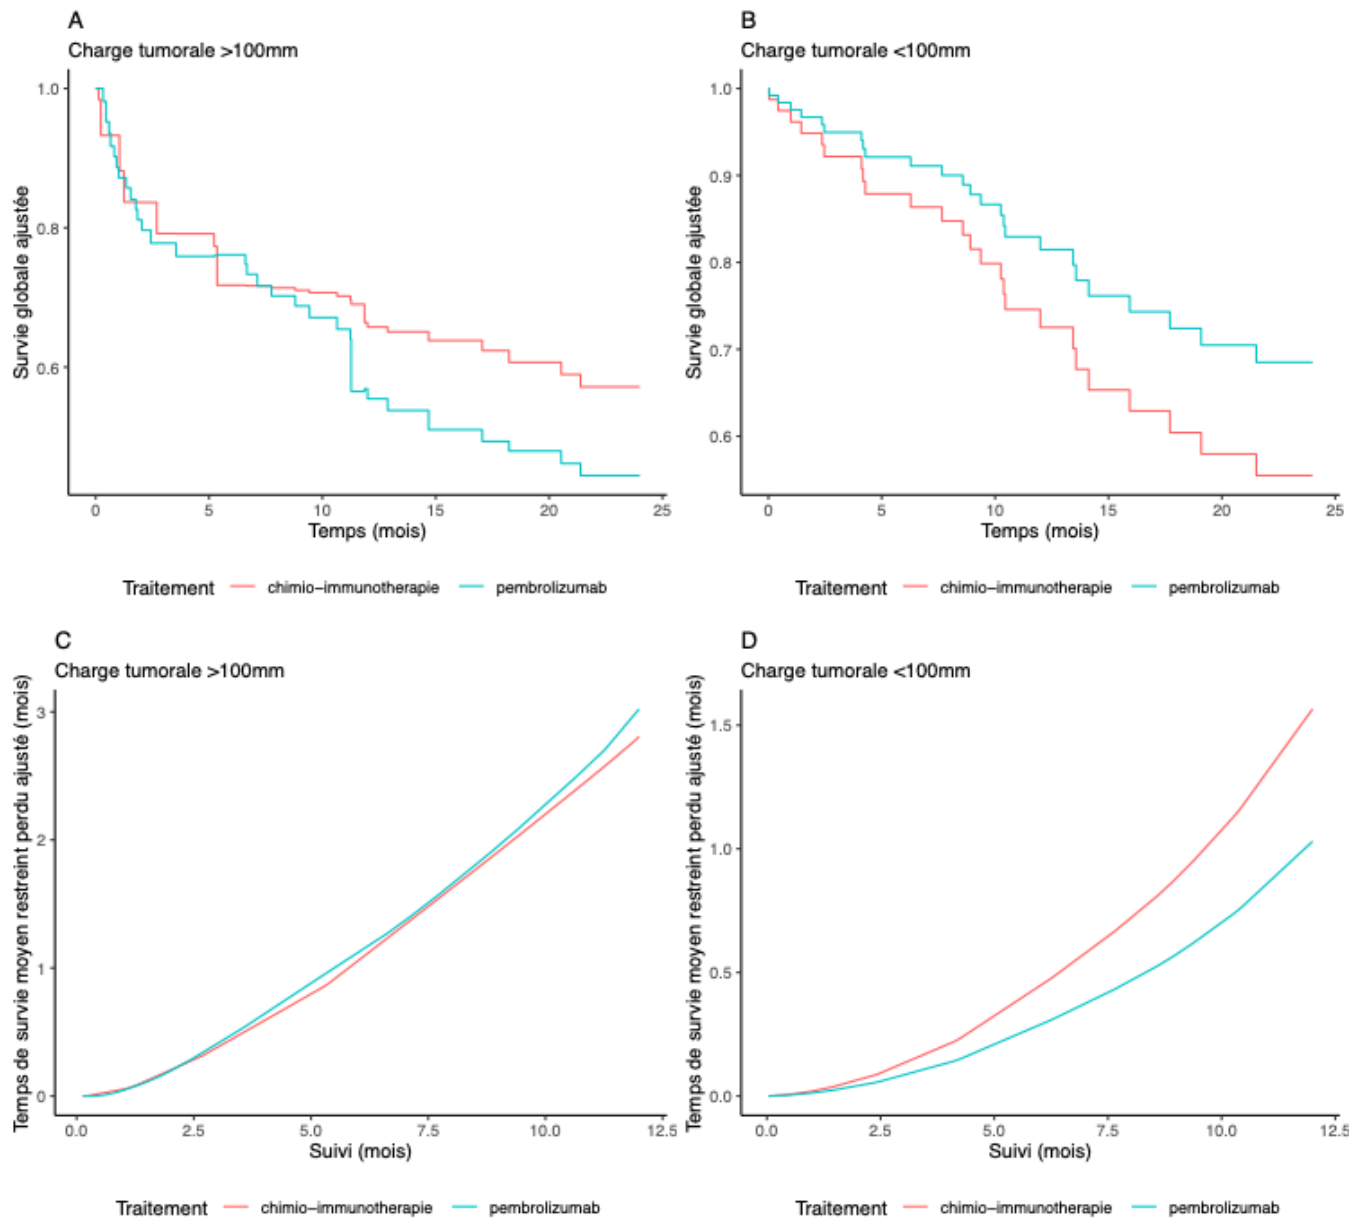 A
Charge tumorale >100mm
Survie globale ajustée
1.0
0.8
0.6
0 5 10 15 20 25
Temps (mois)
Traitement chimio-immunotherapie pembrolizumab
B
Charge tumorale <100mm
Survie globale ajustée
1.0
0.9
0.8
0.7
0.6
0 5 10 15 20 25
Temps (mois)
Traitement chimio-immunotherapie pembrolizumab
C
Charge tumorale >100mm
Temps de survie moyen restreint perdu ajusté (mois)
3
2
1
0
0.0 2.5 5.0 7.5 10.0 12.5
Suivi (mois)
Traitement chimio-immunotherapie pembrolizumab
D
Charge tumorale <100mm
Temps de survie moyen restreint perdu ajusté (mois)
1.5
1.0
0.5
0.0
0.0 2.5 5.0 7.5 10.0 12.5
Suivi (mois)
Traitement chimio-immunotherapie pembrolizumab